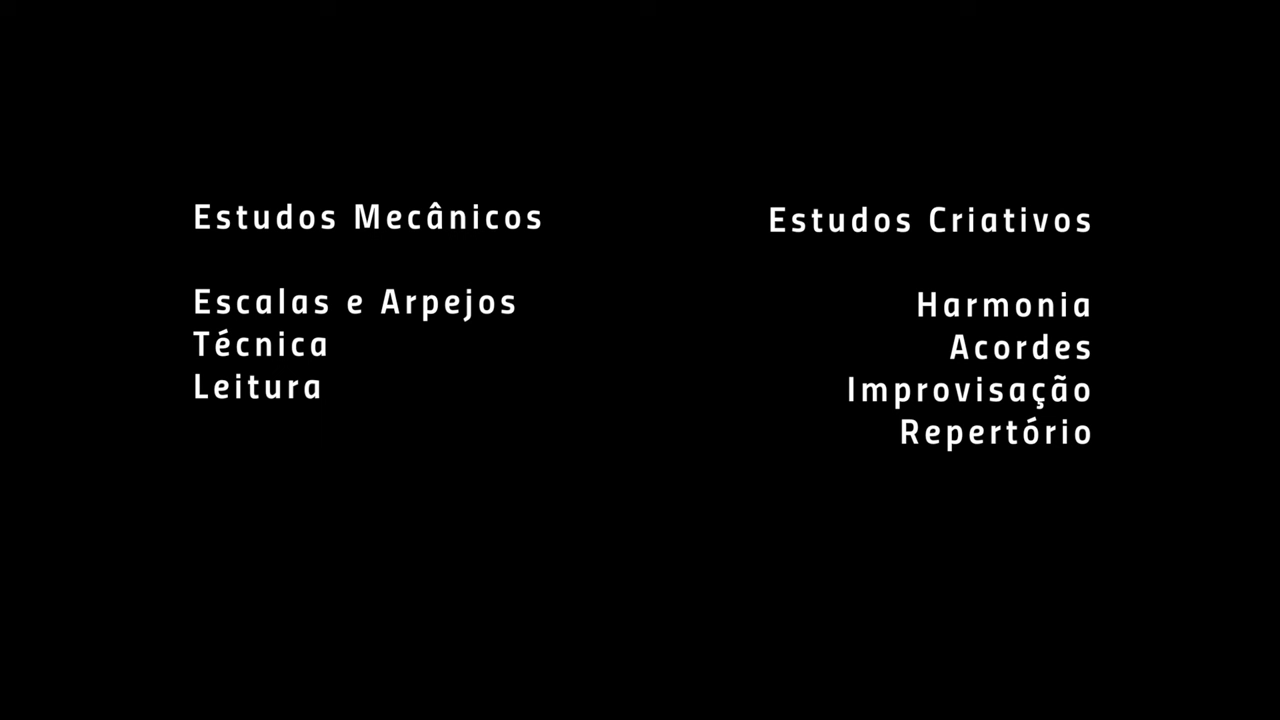 Estudos Mecânicos
Escalas e Arpejos
Técnica
Leitura
Estudos Criativos
Harmonia
Acordes
Improvisação
Repertório